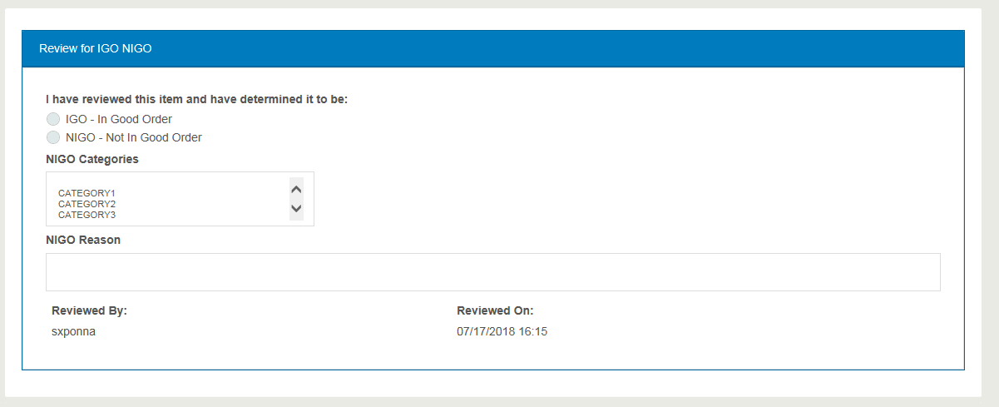 Review for IGO NIGO
I have reviewed this item and have determined it to be:
IGO - In Good Order
NIGO - Not In Good Order
NIGO Categories
CATEGORY1
CATEGORY2
CATEGORY3
NIGO Reason
Reviewed By: Reviewed On:
sxponna 07/17/2018 16:15